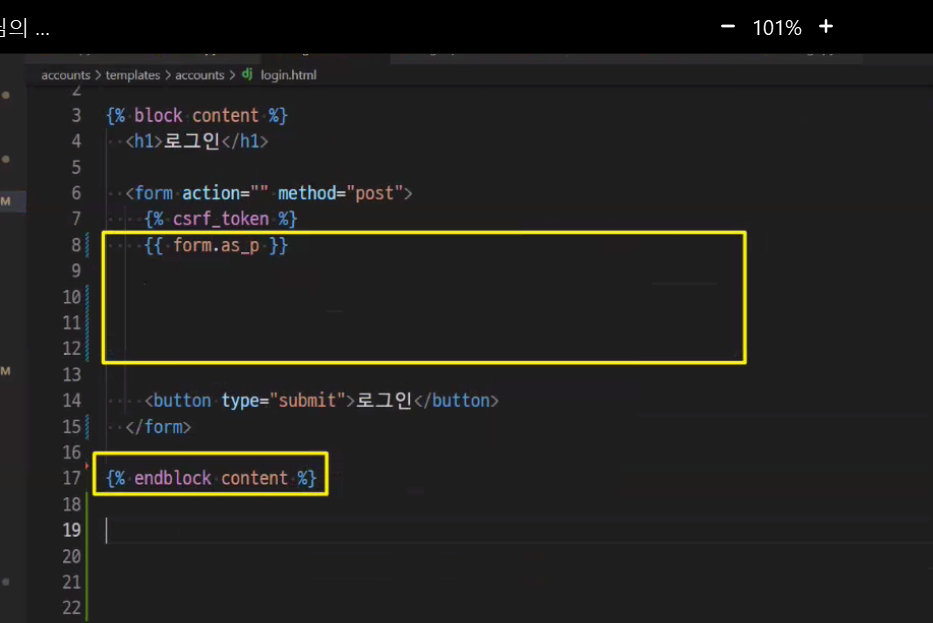 님의 ...
− 101% +
accounts > templates > accounts > dj login.html
2
3 {% block content %}
4 <h1>로그인</h1>
5
6 <form action="" method="post">
7 {% csrf_token %}
8 {{ form.as_p }}
9
10
11
12
13
14 <button type="submit">로그인</button>
15 </form>
16
17 {% endblock content %}
18
19
20
21
22
M
M